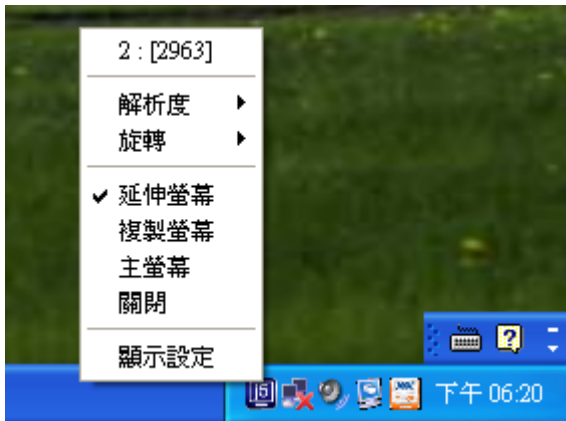 2 : [2963]
解析度
旋轉
延伸螢幕
複製螢幕
主螢幕
關閉
顯示設定
下午 06:20